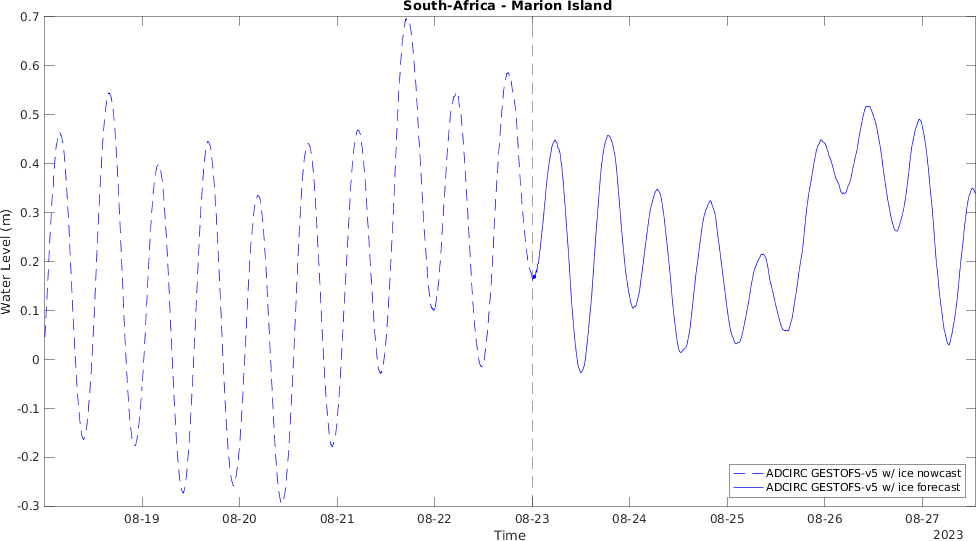 South-Africa - Marion Island
0.7
0.6
0.5
0.4
0.3
0.2
0.1
0
-0.1
-0.2
-0.3
Water Level (m)
ADCIRC GESTOFS-v5 w/ ice nowcast
ADCIRC GESTOFS-v5 w/ ice forecast
08-19 08-20 08-21 08-22 08-23 08-24 08-25 08-26 08-27
Time
2023